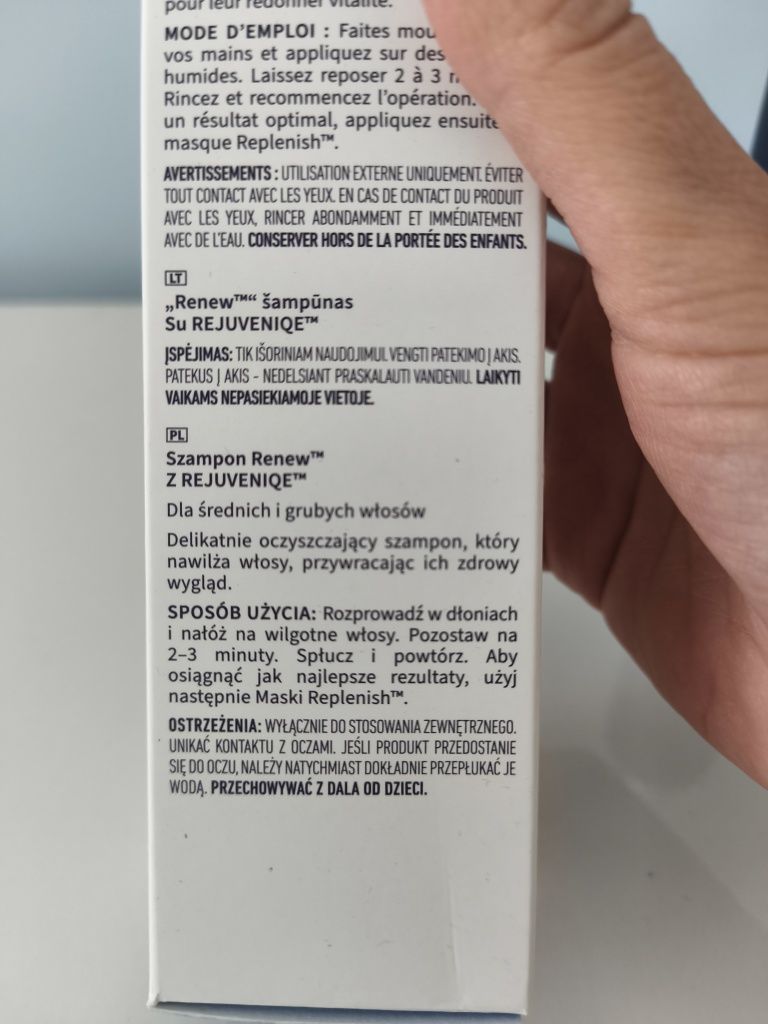 pour leur redonner vitalité.
MODE D'EMPLOI : Faites
vos mains et appliquez sur des
humides. Laissez reposer 2 à 3
Rincez et recommencez l'opération.
un résultat optimal, appliquez ensuite
masque Replenish™.
AVERTISSEMENTS : UTILISATION EXTERNE UNIQUEMENT. ÉVITER
TOUT CONTACT AVEC LES YEUX. EN CAS DE CONTACT DU PRODUIT
AVEC LES YEUX, RINCER ABONDAMMENT ET IMMÉDIATEMENT
AVEC DE L'EAU. CONSERVER HORS DE LA PORTÉE DES ENFANTS.
LT
„Renew™“ šampūnas
Su REJUVENIQE™
ĮSPĖJIMAS: TIK IŠORINIAM NAUDOJIMUI. VENGTI PATEKIMO Į AKIS.
PATEKUS Į AKIS – NEDELSIANT PRASKALAUTI VANDENIU. LAIKYTI
VAIKAMS NEPASIEKIAMOJE VIETOJE.
PL
Szampon Renew™
Z REJUVENIQE™
Dla średnich i grubych włosów
Delikatnie oczyszczający szampon, który
nawilża włosy, przywracając ich zdrowy
wygląd.
SPOSÓB UŻYCIA: Rozprowadź w dłoniach
i nałóż na wilgotne włosy. Pozostaw na
2–3 minuty. Spłucz i powtórz. Aby
osiągnąć jak najlepsze rezultaty, użyj
następnie Maski Replenish™.
OSTRZEŻENIA: WYŁĄCZNIE DO STOSOWANIA ZEWNĘTRZNEGO.
UNIKAĆ KONTAKTU Z OCZAMI. JEŚLI PRODUKT PRZEDOSTANIE
SIĘ DO OCZU, NALEŻY NATYCHMIAST DOKŁADNIE PRZEPŁUKAĆ JE
WODĄ. PRZECHOWYWAĆ Z DALA OD DZIECI.